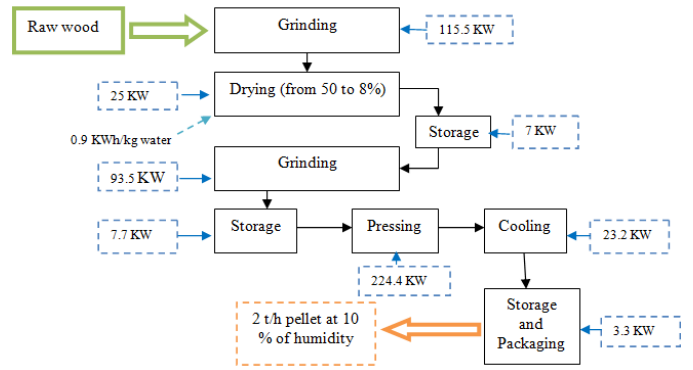 Raw wood
Grinding
115.5 KW
25 KW
Drying (from 50 to 8%)
0.9 KWh/kg water
Storage
7 KW
Grinding
93.5 KW
7.7 KW
Storage
Pressing
Cooling
23.2 KW
224.4 KW
2 t/h pellet at 10
% of humidity
Storage
and
Packaging
3.3 KW